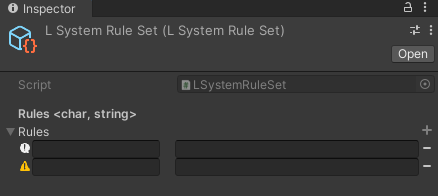 Inspector
L System Rule Set (L System Rule Set)
Open
Script
LSystemRuleSet
Rules <char, string>
Rules